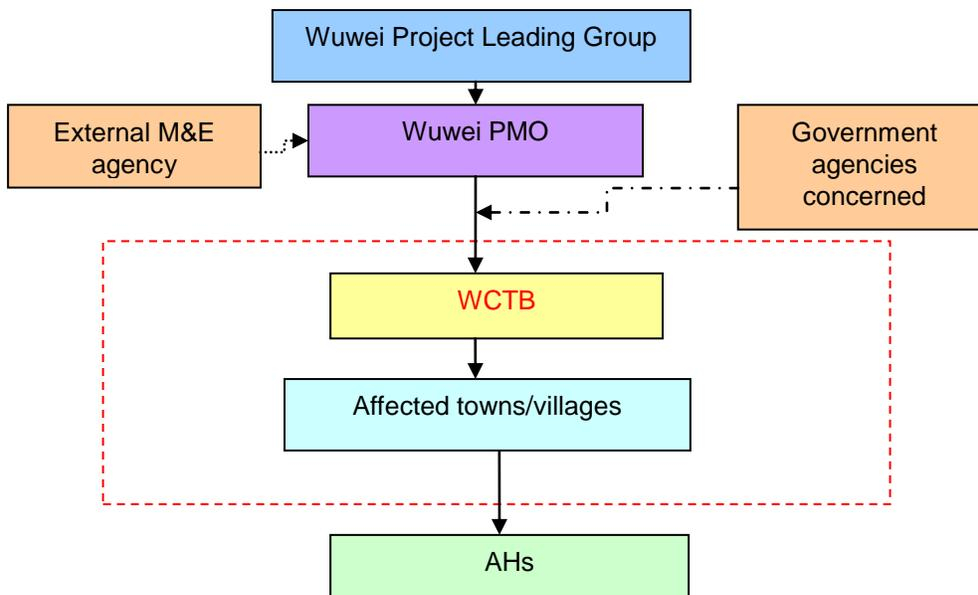 Wuwei Project Leading Group
External M&E
agency
Wuwei PMO
Government
agencies
concerned
WCTB
Affected towns/villages
AHs